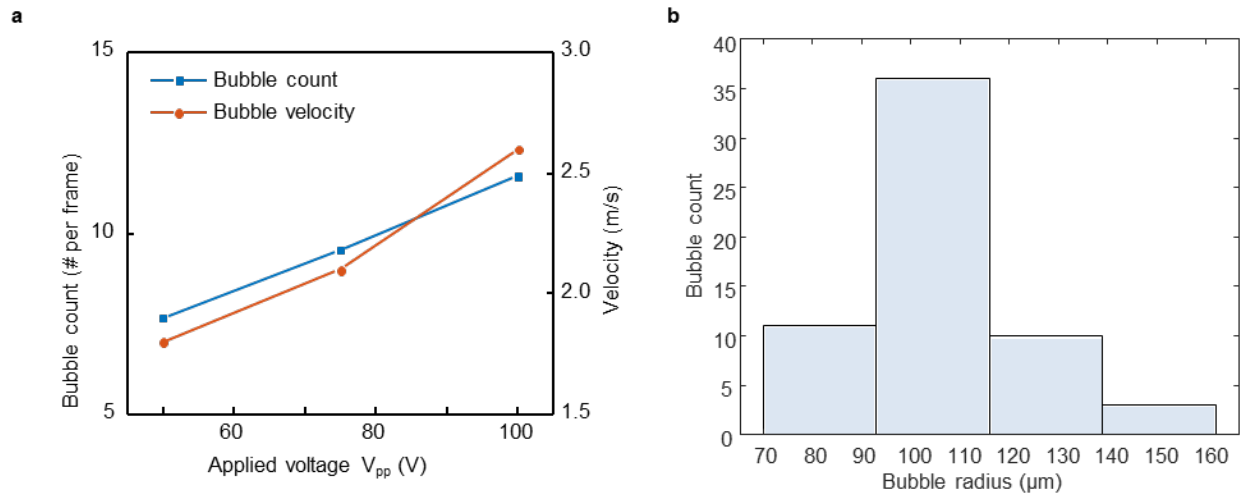 a
15
10
5
Bubble count (# per frame)
Bubble count
Bubble velocity
3.0
2.5
2.0
1.5
Velocity (m/s)
60 80 100
Applied voltage Vpp (V)
b
40
35
30
25
20
15
10
5
0
Bubble count
70 80 90 100 110 120 130 140 150 160
Bubble radius (μm)